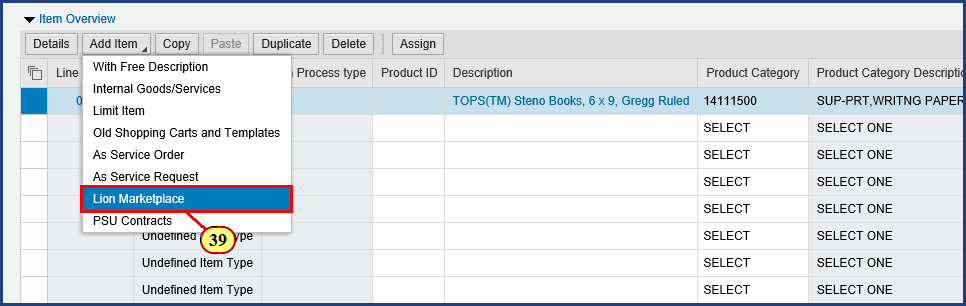 Item Overview
Details Add Item Copy Paste Duplicate Delete Assign
Line Process type Product ID Description Product Category Product Category Descriptio
0 TOPS(TM) Steno Books, 6 x 9, Gregg Ruled 14111500 SUP-PRT,WRITNG PAPER
With Free Description
Internal Goods/Services
Limit Item
Old Shopping Carts and Templates
As Service Order
As Service Request
Lion Marketplace
PSU Contracts
39
SELECT SELECT ONE
SELECT SELECT ONE
SELECT SELECT ONE
SELECT SELECT ONE
Undefined Item Type SELECT SELECT ONE
Undefined Item Type SELECT SELECT ONE
Undefined Item Type SELECT SELECT ONE